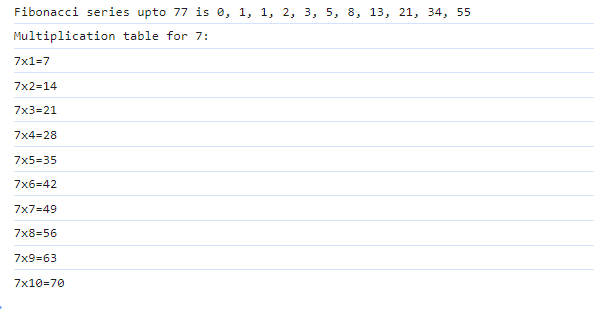 Fibonacci series upto 77 is 0, 1, 1, 2, 3, 5, 8, 13, 21, 34, 55
Multiplication table for 7:
7x1=7
7x2=14
7x3=21
7x4=28
7x5=35
7x6=42
7x7=49
7x8=56
7x9=63
7x10=70